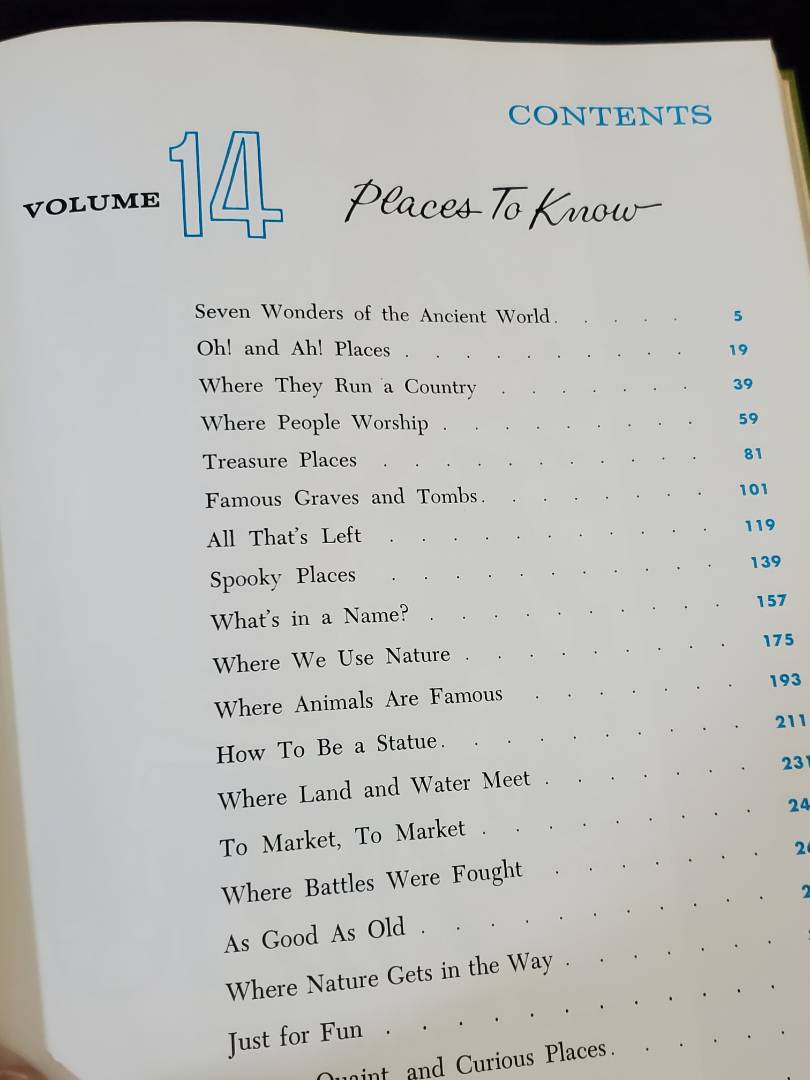 CONTENTS
VOLUME 14 Places To Know
Seven Wonders of the Ancient World. . . . . . 5
Oh! and Ah! Places . . . . . . . . . . 19
Where They Run a Country . . . . . . . 39
Where People Worship . . . . . . . . . 59
Treasure Places . . . . . . . . . . . 81
Famous Graves and Tombs. . . . . . . . . 101
All That's Left . . . . . . . . . . . 119
Spooky Places . . . . . . . . . . . 139
What's in a Name? . . . . . . . . . . 157
Where We Use Nature . . . . . . . . . 175
Where Animals Are Famous . . . . . . . 193
How To Be a Statue. . . . . . . . . . . 211
Where Land and Water Meet . . . . . . . 231
To Market, To Market . . . . . . . . .
Where Battles Were Fought . . . . . . .
As Good As Old . . . . . . . . . . .
Where Nature Gets in the Way . . . . . . .
Just for Fun . . . . . . . . . . . .
Quaint and Curious Places. . . . . .